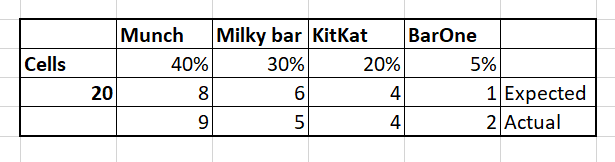 Munch Milky bar KitKat BarOne
Cells 40% 30% 20% 5%
20 8 6 4 1 Expected
9 5 4 2 Actual